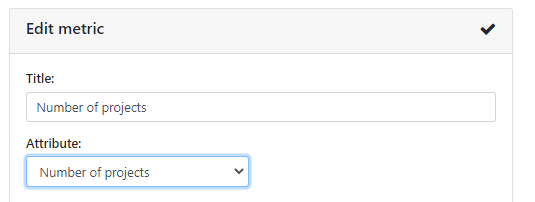 Edit metric
Title:
Number of projects
Attribute:
Number of projects